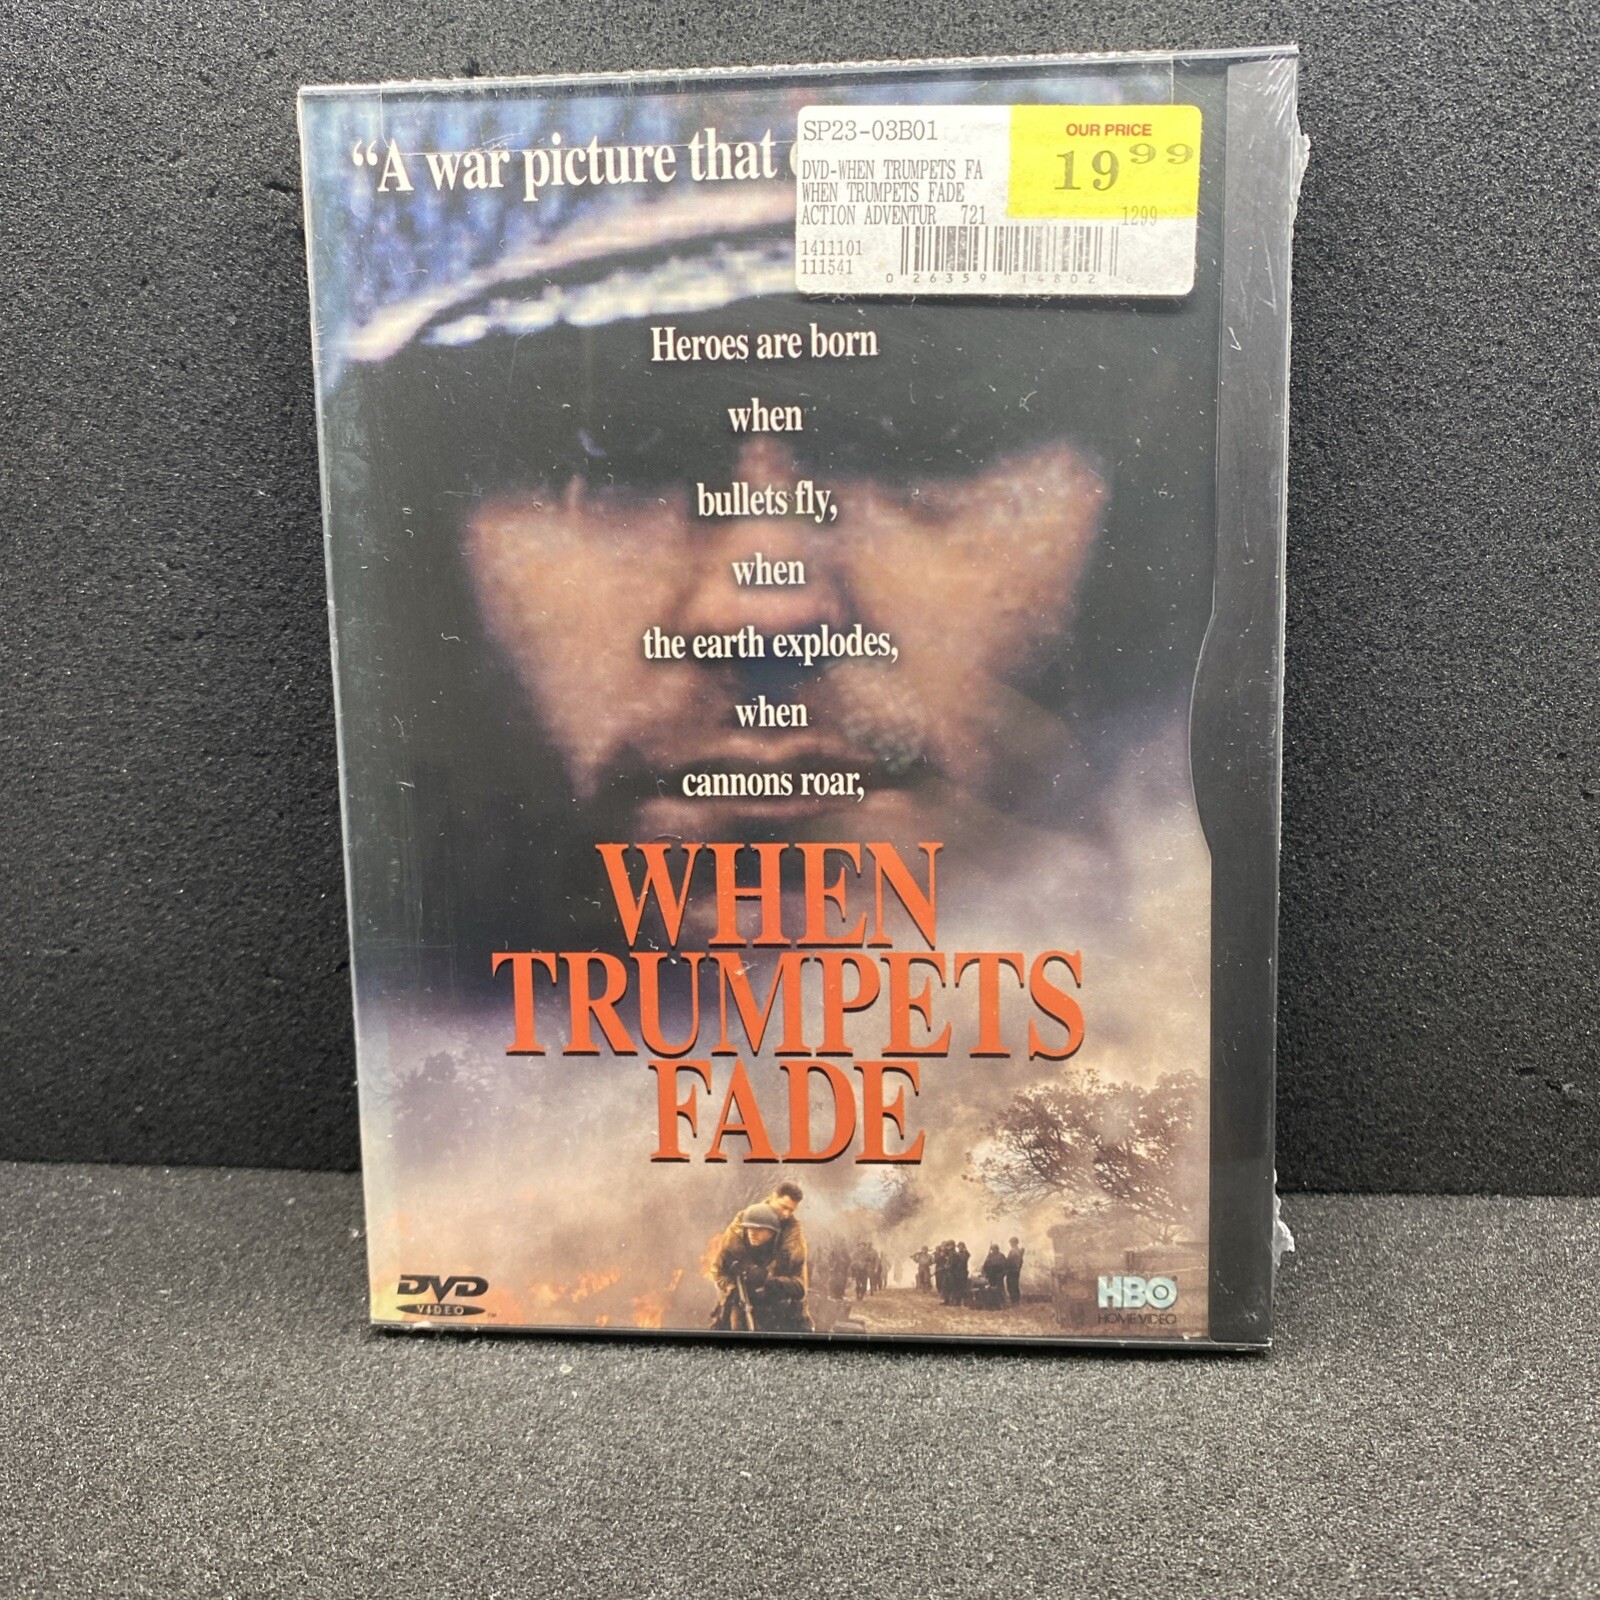 “A war picture that
SP23-03B01
OUR PRICE
19 99
DVD-WHEN TRUMPETS FA
WHEN TRUMPETS FADE
ACTION ADVENTUR 721 1299
1411101
111541
0 26359 14802 6
Heroes are born
when
bullets fly,
when
the earth explodes,
when
cannons roar,
WHEN
TRUMPETS
FADE
DVD
VIDEO
HBO
HOME VIDEO